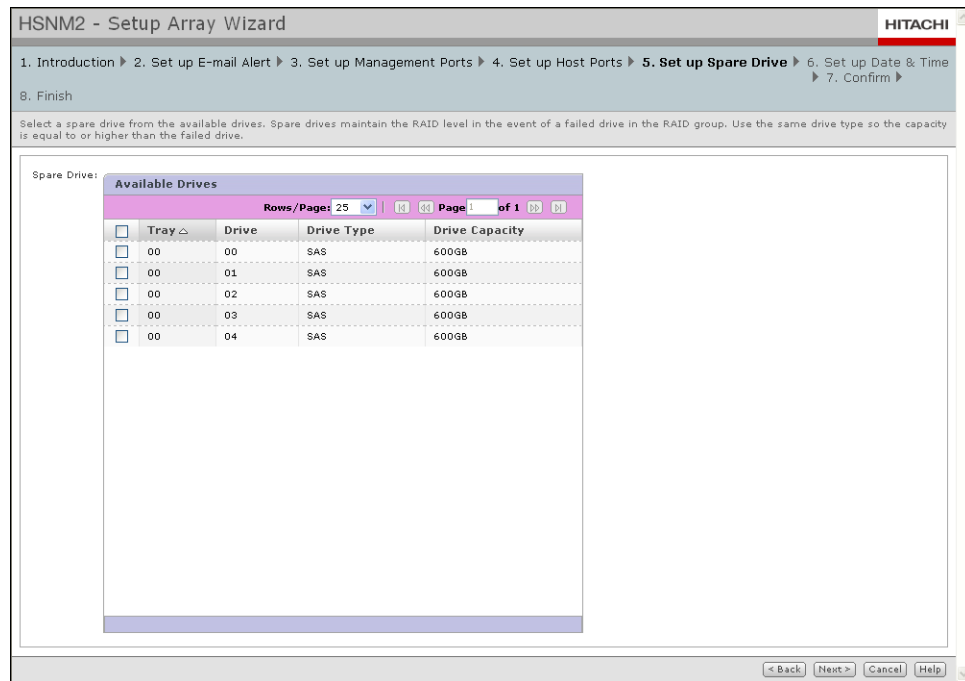 HSNM2 - Setup Array Wizard
HITACHI
1. Introduction 2. Set up E-mail Alert 3. Set up Management Ports 4. Set up Host Ports 5. Set up Spare Drive 6. Set up Date & Time
7. Confirm
8. Finish
Select a spare drive from the available drives. Spare drives maintain the RAID level in the event of a failed drive in the RAID group. Use the same drive type so the capacity
is equal to or higher than the failed drive.
Spare Drive:
Available Drives
Rows/Page: 25 Page 1 of 1
Tray Drive Drive Type Drive Capacity
00 00 SAS 600GB
00 01 SAS 600GB
00 02 SAS 600GB
00 03 SAS 600GB
00 04 SAS 600GB
< Back Next > Cancel Help